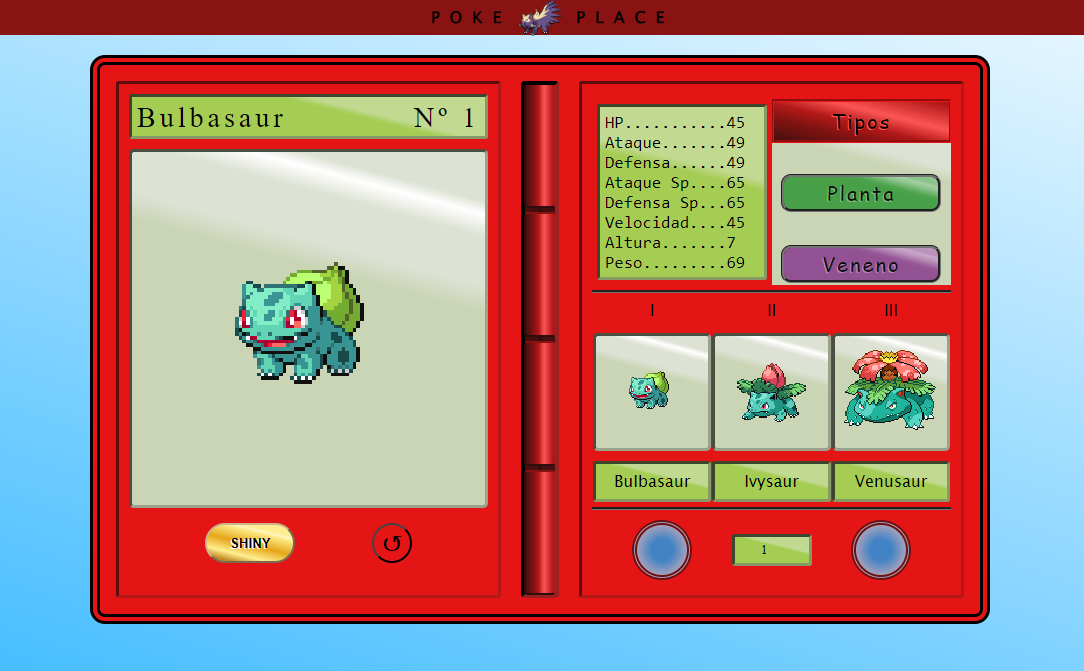 POKE PLACE
Bulbasaur Nº 1
SHINY
↺
HP...........45
Ataque.......49
Defensa......49
Ataque Sp....65
Defensa Sp...65
Velocidad....45
Altura.......7
Peso.........69
Tipos
Planta
Veneno
I II III
Bulbasaur Ivysaur Venusaur
1